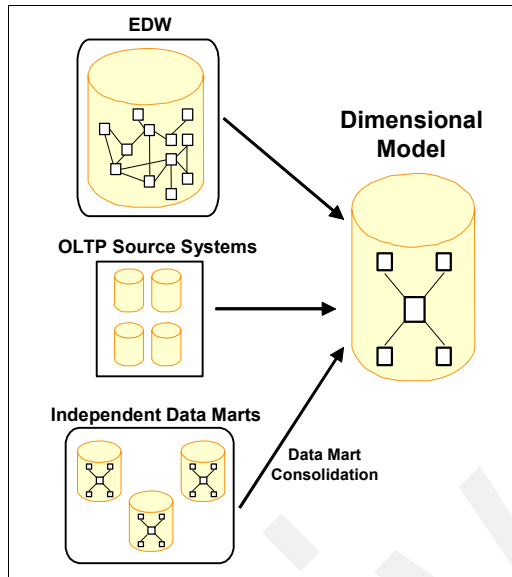 EDW
Dimensional
Model
OLTP Source Systems
Independent Data Marts
Data Mart
Consolidation